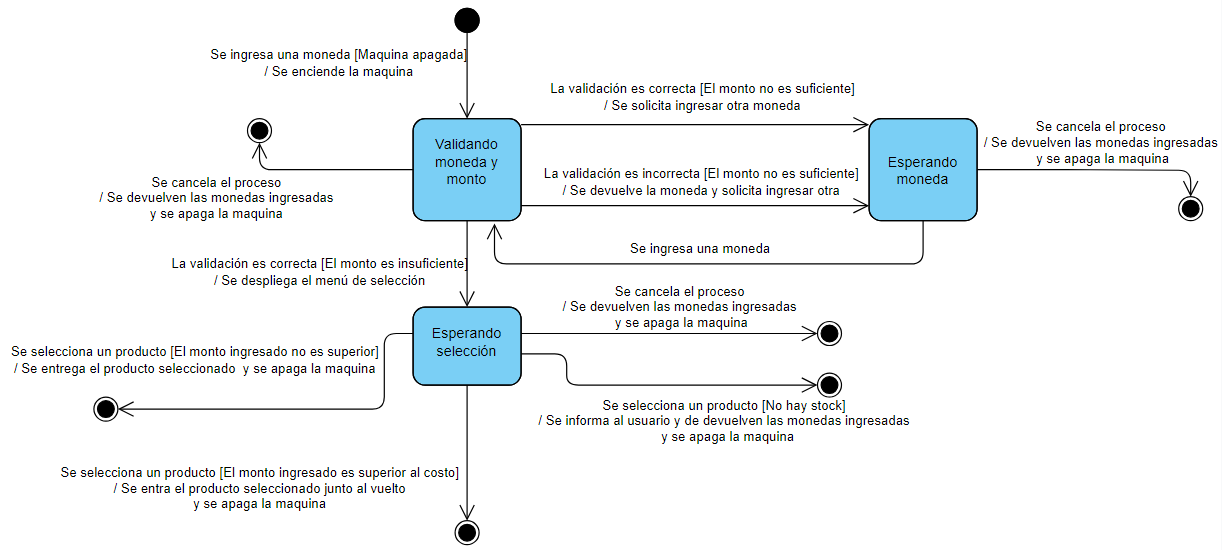 Se ingresa una moneda [Maquina apagada]
/ Se enciende la maquina
La validación es correcta [El monto no es suficiente]
/ Se solicita ingresar otra moneda
Validando
moneda y
monto
Esperando
moneda
Se cancela el proceso
/ Se devuelven las monedas ingresadas
y se apaga la maquina
La validación es incorrecta [El monto no es suficiente]
/ Se devuelve la moneda y solicita ingresar otra
Se cancela el proceso
/ Se devuelven las monedas ingresadas
y se apaga la maquina
Se ingresa una moneda
La validación es correcta [El monto es insuficiente]
/ Se despliega el menú de selección
Se cancela el proceso
/ Se devuelven las monedas ingresadas
y se apaga la maquina
Esperando
selección
Se selecciona un producto [El monto ingresado no es superior]
/ Se entrega el producto seleccionado y se apaga la maquina
Se selecciona un producto [No hay stock]
/ Se informa al usuario y de devuelven las monedas ingresadas
y se apaga la maquina
Se selecciona un producto [El monto ingresado es superior al costo]
/ Se entra el producto seleccionado junto al vuelto
y se apaga la maquina